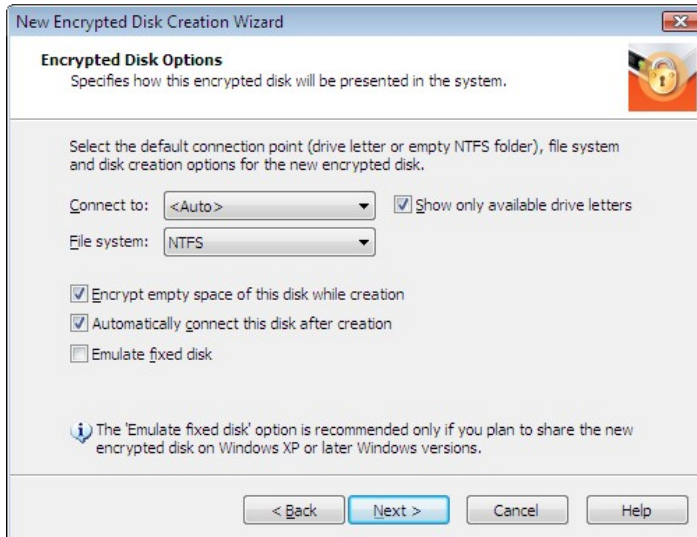 New Encrypted Disk Creation Wizard
Encrypted Disk Options
Specifies how this encrypted disk will be presented in the system.
Select the default connection point (drive letter or empty NTFS folder), file system
and disk creation options for the new encrypted disk.
Connect to: <Auto> Show only available drive letters
File system: NTFS
Encrypt empty space of this disk while creation
Automatically connect this disk after creation
Emulate fixed disk
The 'Emulate fixed disk' option is recommended only if you plan to share the new
encrypted disk on Windows XP or later Windows versions.
< Back Next > Cancel Help